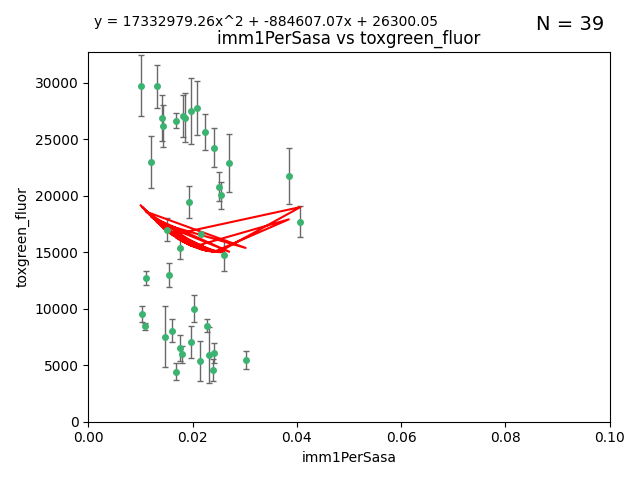 y = 17332979.26x^2 + -884607.07x + 26300.05
N = 39
imm1PerSasa vs toxgreen_fluor
toxgreen_fluor
30000
25000
20000
15000
10000
5000
0
0.00 0.02 0.04 0.06 0.08 0.10
imm1PerSasa